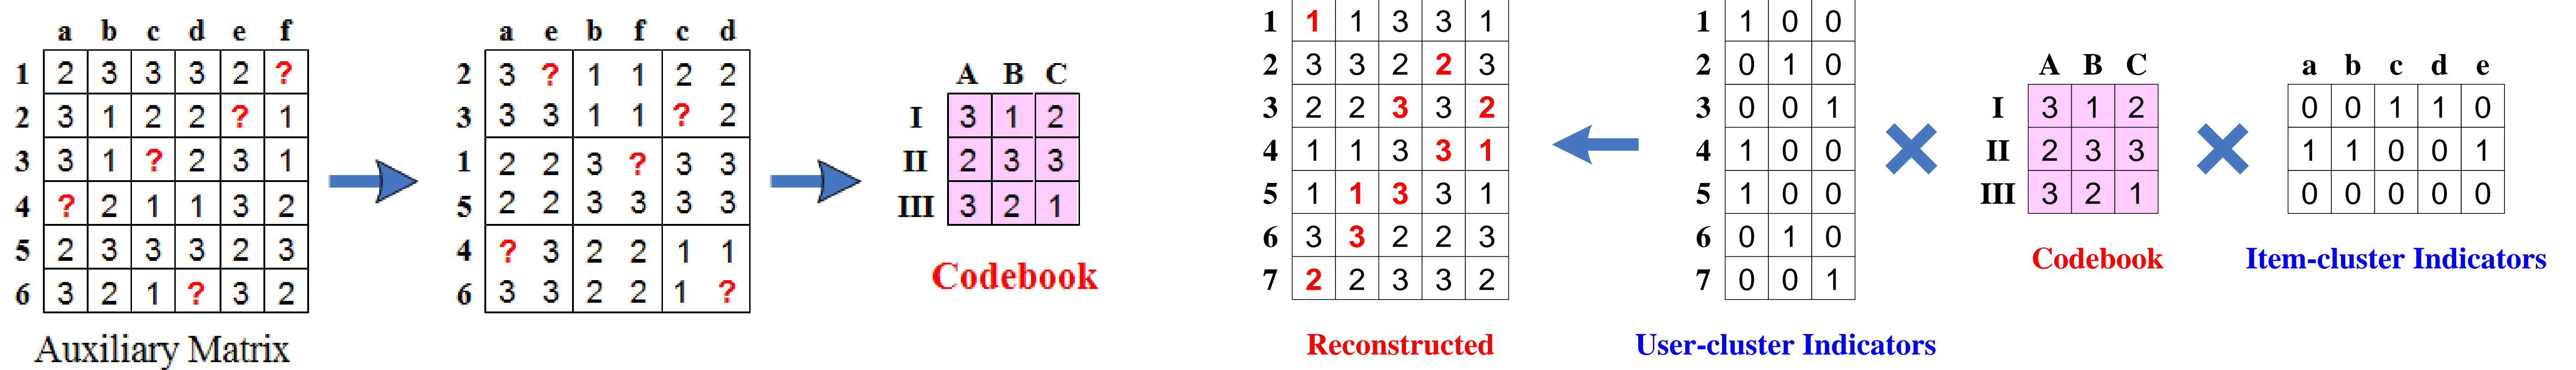 a b c d e f
1 2 3 3 3 2 ?
2 3 1 2 2 ? 1
3 3 1 ? 2 3 1
4 ? 2 1 1 3 2
5 2 3 3 3 2 3
6 3 2 1 ? 3 2
Auxiliary Matrix
a e b f c d
2 3 ? 1 1 2 2
3 3 3 1 1 ? 2
1 2 2 3 ? 3 3
5 2 2 3 3 3 3
4 ? 3 2 2 1 1
6 3 3 2 2 1 ?
A B C
I 3 1 2
II 2 3 3
III 3 2 1
Codebook
1 1 1 3 3 1
2 3 3 2 2 3
3 2 2 3 3 2
4 1 1 3 3 1
5 1 1 3 3 1
6 3 3 2 2 3
7 2 2 3 3 2
Reconstructed
1 1 0 0
2 0 1 0
3 0 0 1
4 1 0 0
5 1 0 0
6 0 1 0
7 0 0 1
User-cluster Indicators
A B C
I 3 1 2
II 2 3 3
III 3 2 1
Codebook
a b c d e
0 0 1 1 0
1 1 0 0 1
0 0 0 0 0
Item-cluster Indicators